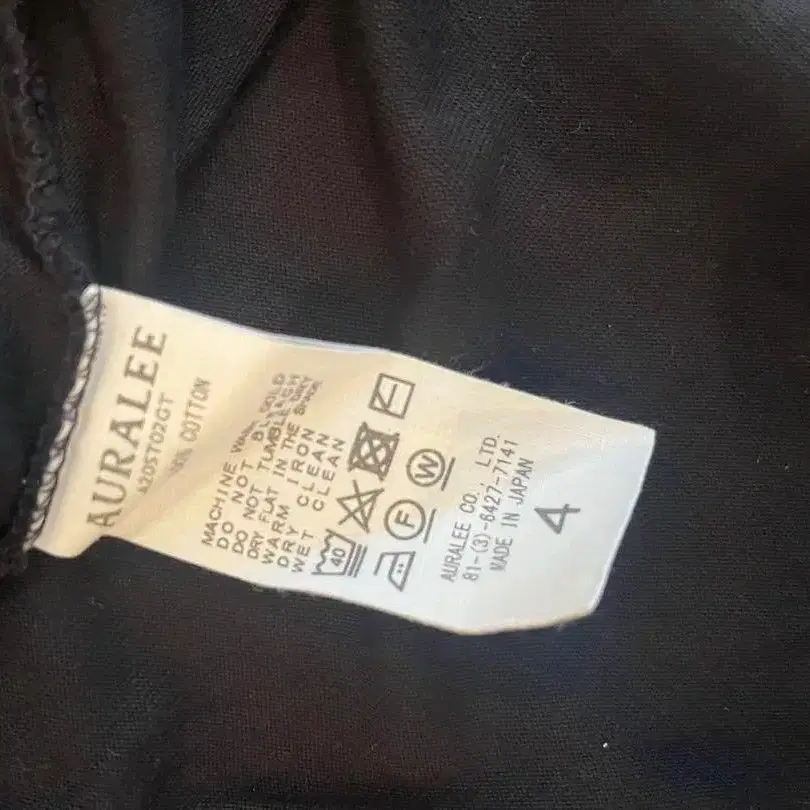 AURALEE
A20ST02GT
COTTON
MACHINE WASH COLD
DO NOT BLEACH
DO NOT TUMBLE DRY
DRY FLAT IN THE SHADE
WARM IRON
DRY CLEAN
WET CLEAN
40
F
W
AURALEE CO., LTD.
81-(3)-6427-7141
MADE IN JAPAN
4